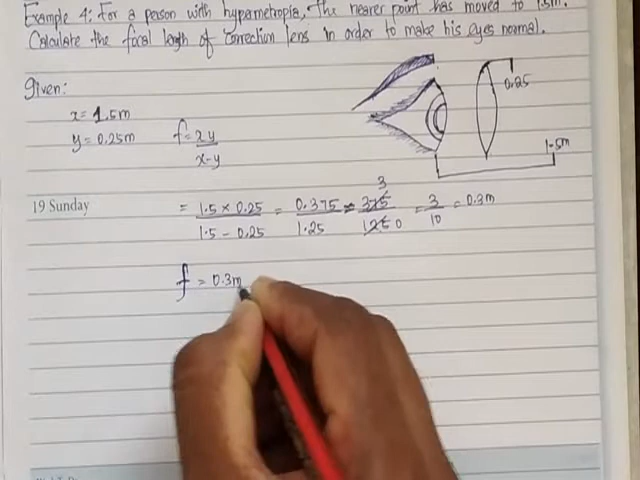 Example 4: For a person with hypermetropia, the nearer point has moved to 1.5m.
Calculate the focal length of correction lens in order to make his eyes normal.
Given:
x = 1.5m
y = 0.25m f = xy / x-y
0.25
1.5m
19 Sunday
= 1.5 × 0.25 / 1.5 - 0.25 = 0.375 / 1.25 = 375 3 / 1250 = 3 / 10 = 0.3m
f = 0.3m